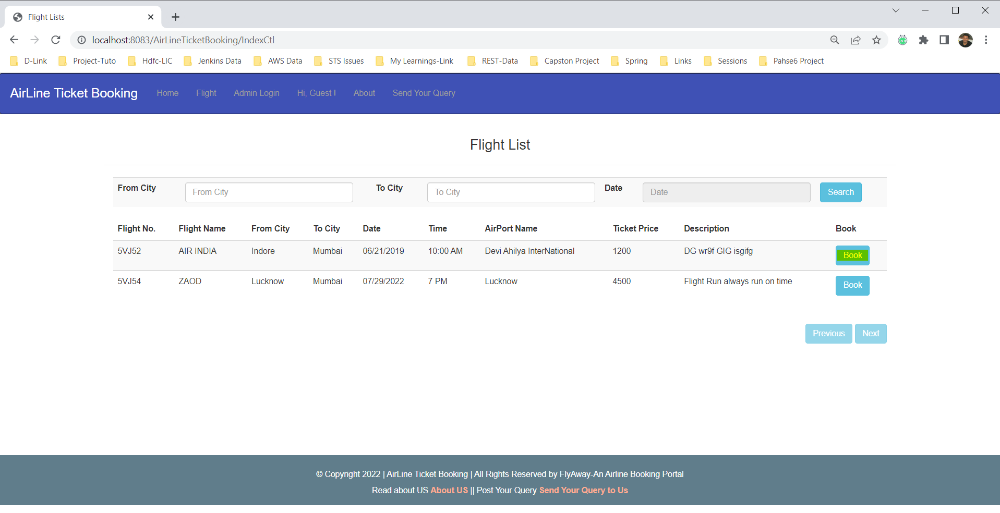 Flight Lists
localhost:8083/AirLineTicketBooking/IndexCtl
D-Link Project-Tuto Hdfc-LIC Jenkins Data AWS Data STS Issues My Learnings-Link REST-Data Capston Project Spring Links Sessions Pahse6 Project
AirLine Ticket Booking Home Flight Admin Login Hi, Guest ! About Send Your Query
Flight List
From City From City To City To City Date Date Search
Flight No. Flight Name From City To City Date Time AirPort Name Ticket Price Description Book
5VJ52 AIR INDIA Indore Mumbai 06/21/2019 10:00 AM Devi Ahilya InterNational 1200 DG wr9f GIG isgifg Book
5VJ54 ZAOD Lucknow Mumbai 07/29/2022 7 PM Lucknow 4500 Flight Run always run on time Book
Previous Next
© Copyright 2022 | AirLine Ticket Booking | All Rights Reserved by FlyAway-An Airline Booking Portal
Read about US About US || Post Your Query Send Your Query to Us